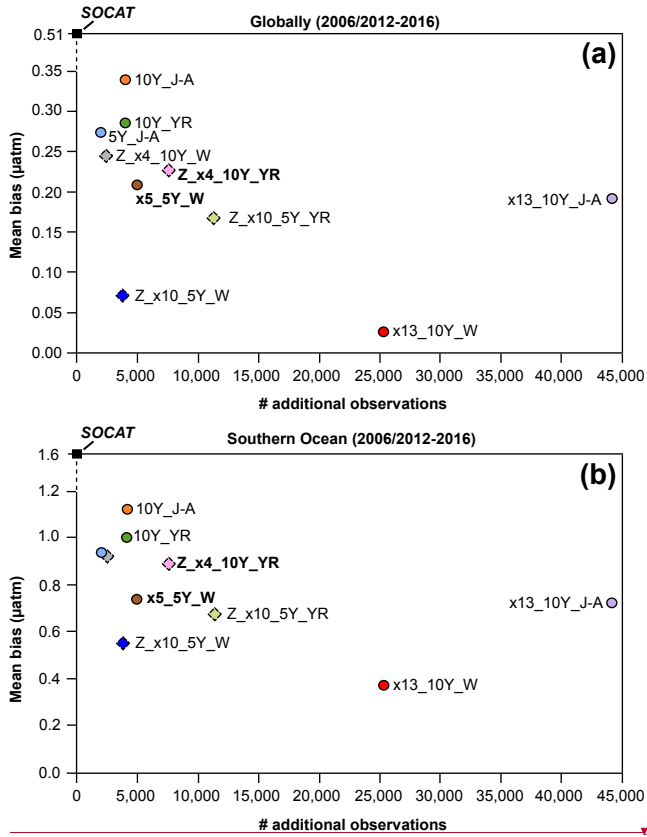 SOCAT
Globally (2006/2012-2016)
0.51
(a)
0.35
10Y_J-A
0.30
10Y_YR
5Y_J-A
0.25
Z_x4_10Y_W
Z_x4_10Y_YR
0.20
x5_5Y_W
x13_10Y_J-A
Z_x10_5Y_YR
0.15
0.10
Z_x10_5Y_W
0.05
x13_10Y_W
0.00
Mean bias (µatm)
0 5,000 10,000 15,000 20,000 25,000 30,000 35,000 40,000 45,000
# additional observations
SOCAT
Southern Ocean (2006/2012-2016)
1.6
(b)
1.2
10Y_J-A
1.0
10Y_YR
Z_x4_10Y_YR
0.8
x5_5Y_W
x13_10Y_J-A
Z_x10_5Y_YR
0.6
Z_x10_5Y_W
0.4
x13_10Y_W
0.2
0.0
Mean bias (µatm)
0 5,000 10,000 15,000 20,000 25,000 30,000 35,000 40,000 45,000
# additional observations